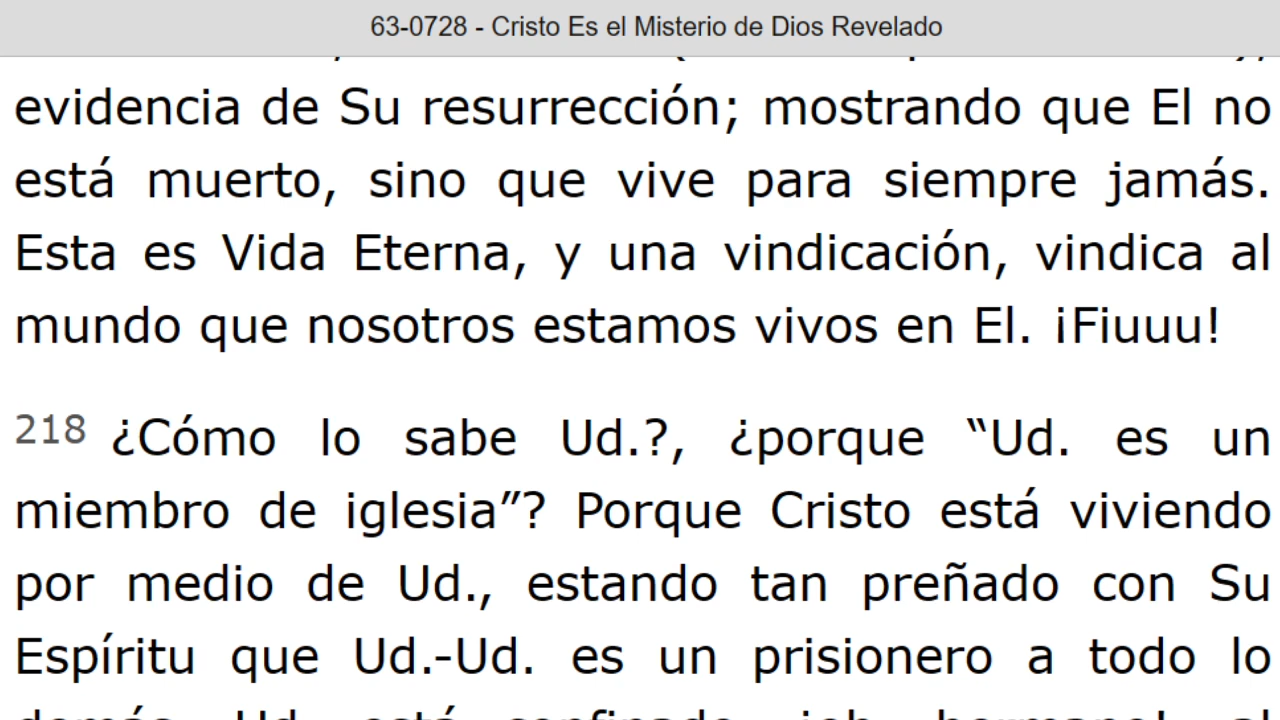 63-0728 - Cristo Es el Misterio de Dios Revelado
evidencia de Su resurrección; mostrando que El no
está muerto, sino que vive para siempre jamás.
Esta es Vida Eterna, y una vindicación, vindica al
mundo que nosotros estamos vivos en El. ¡Fiuuu!
218 ¿Cómo lo sabe Ud.?, ¿porque “Ud. es un
miembro de iglesia”? Porque Cristo está viviendo
por medio de Ud., estando tan preñado con Su
Espíritu que Ud.-Ud. es un prisionero a todo lo